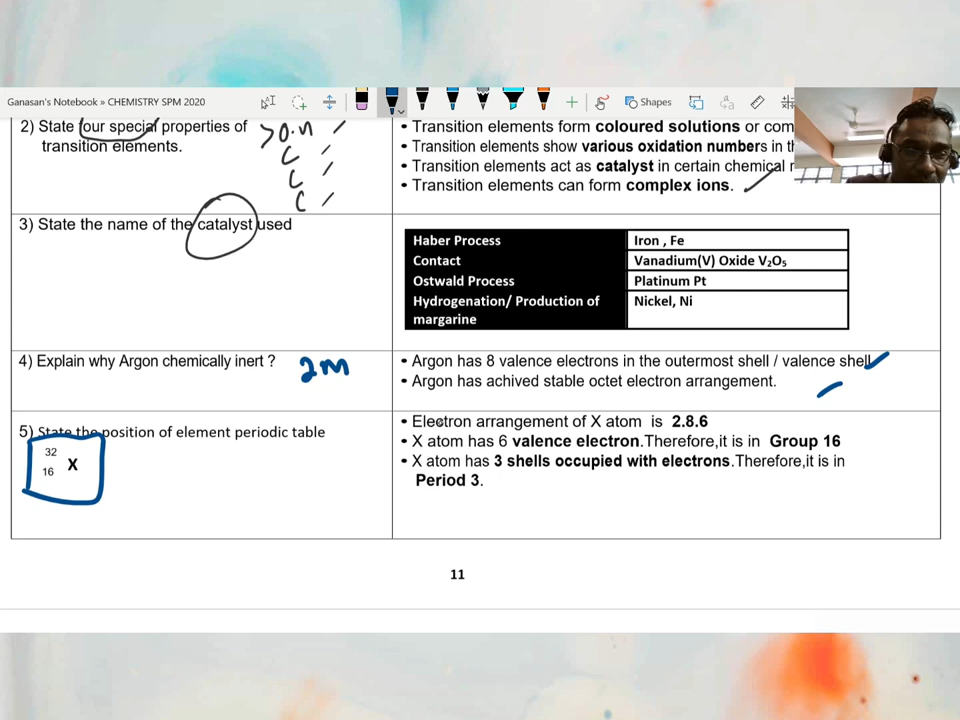 Ganasan's Notebook » CHEMISTRY SPM 2020
Shapes
2) State four special properties of
transition elements.
>O.n /
C /
C /
C /
• Transition elements form coloured solutions or com
• Transition elements show various oxidation numbers in t
• Transition elements act as catalyst in certain chemical r
• Transition elements can form complex ions.
3) State the name of the catalyst used
Haber Process Iron , Fe
Contact Vanadium(V) Oxide V₂O₅
Ostwald Process Platinum Pt
Hydrogenation/ Production of Nickel, Ni
margarine
4) Explain why Argon chemically inert ? 2m
• Argon has 8 valence electrons in the outermost shell / valence shell
• Argon has achived stable octet electron arrangement.
5) State the position of element periodic table
32
16 X
• Electron arrangement of X atom is 2.8.6
• X atom has 6 valence electron.Therefore,it is in Group 16
• X atom has 3 shells occupied with electrons.Therefore,it is in
Period 3.
11